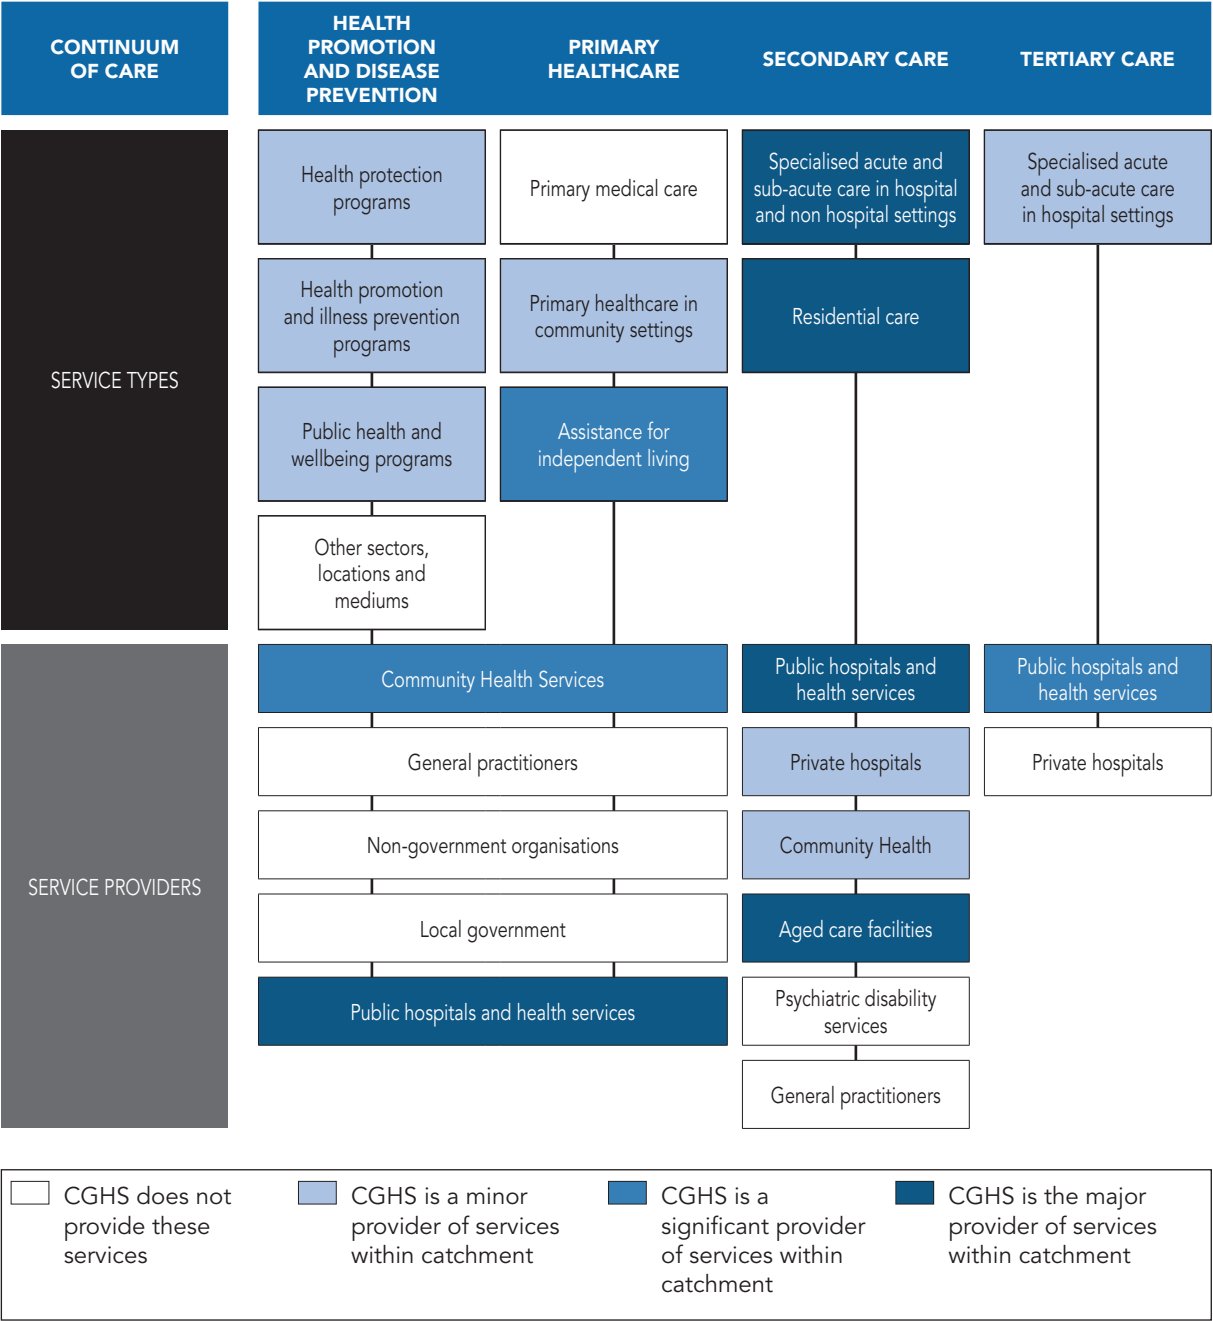 CONTINUUM
OF CARE
HEALTH
PROMOTION
AND DISEASE
PREVENTION
PRIMARY
HEALTHCARE
SECONDARY CARE
TERTIARY CARE
SERVICE TYPES
Health protection
programs
Health promotion
and illness prevention
programs
Public health and
wellbeing programs
Other sectors,
locations and
mediums
Primary medical care
Primary healthcare in
community settings
Assistance for
independent living
Specialised acute and
sub-acute care in hospital
and non hospital settings
Residential care
Specialised acute
and sub-acute care
in hospital settings
SERVICE PROVIDERS
Community Health Services
General practitioners
Non-government organisations
Local government
Public hospitals and health services
Public hospitals and
health services
Private hospitals
Community Health
Aged care facilities
Psychiatric disability
services
General practitioners
Public hospitals and
health services
Private hospitals
CGHS does not
provide these
services
CGHS is a minor
provider of services
within catchment
CGHS is a
significant provider
of services within
catchment
CGHS is the major
provider of services
within catchment